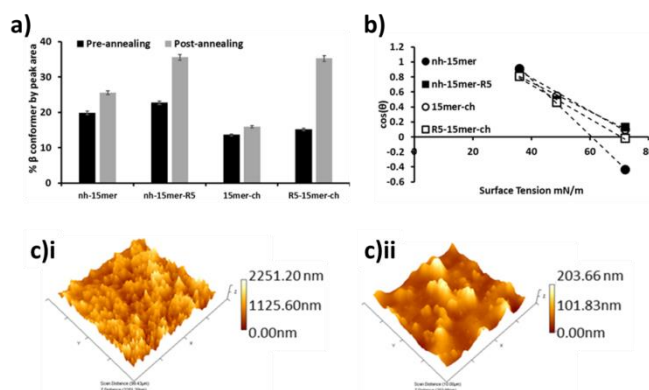 a)
Pre-annealing
Post-annealing
% β conformer by peak area
40
30
20
10
0
nh-15mer
nh-15mer-R5
15mer-ch
R5-15mer-ch
b)
cos(θ)
1.2
1
0.8
0.6
0.4
0.2
0
-0.2
-0.4
-0.6
0
20
40
60
80
Surface Tension mN/m
nh-15mer
nh-15mer-R5
15mer-ch
R5-15mer-ch
c)i
2251.20 nm
1125.60nm
0.00nm
c)ii
203.66 nm
101.83nm
0.00nm